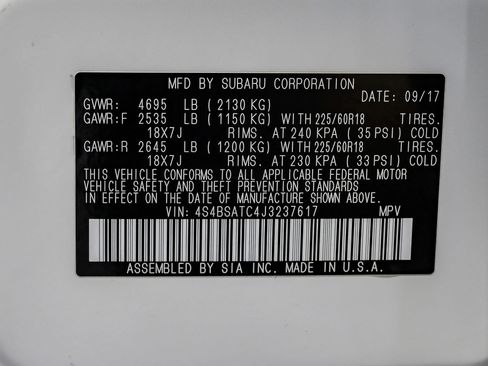 MFD BY SUBARU CORPORATION
DATE: 09/17
GVWR: 4695 LB ( 2130 KG)
GAWR:F 2535 LB ( 1150 KG) WITH 225/60R18 TIRES.
18X7J RIMS. AT 240 KPA ( 35 PSI) COLD
GAWR:R 2645 LB ( 1200 KG) WITH 225/60R18 TIRES.
18X7J RIMS. AT 230 KPA ( 33 PSI) COLD
THIS VEHICLE CONFORMS TO ALL APPLICABLE FEDERAL MOTOR
VEHICLE SAFETY AND THEFT PREVENTION STANDARDS IN
EFFECT ON THE DATE OF MANUFACTURE SHOWN ABOVE.
VIN: 4S4BSATC4J3237617 MPV
ASSEMBLED BY SIA INC. MADE IN U.S.A.